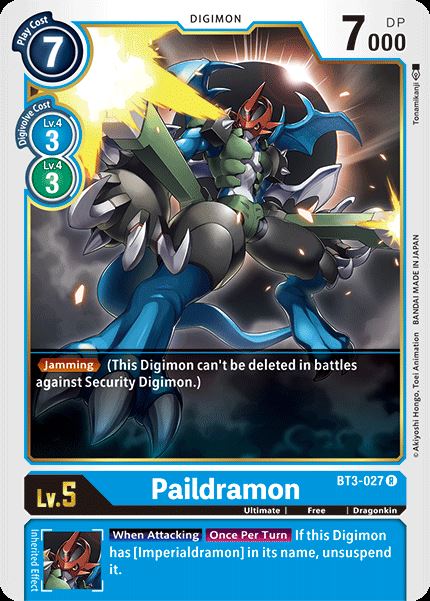 Play Cost
7
DIGIMON
DP
7000
Digivolve Cost
Lv.4
3
Lv.4
3
Tomonamikanji
Jamming (This Digimon can't be deleted in battles
against Security Digimon.)
©Akiyoshi Hongo, Toei Animation BANDAI MADE IN JAPAN
Lv.5
Paildramon
BT3-027 R
Ultimate | Free | Dragonkin
Inherited Effect
When Attacking Once Per Turn If this Digimon
has [Imperialdramon] in its name, unsuspend
it.